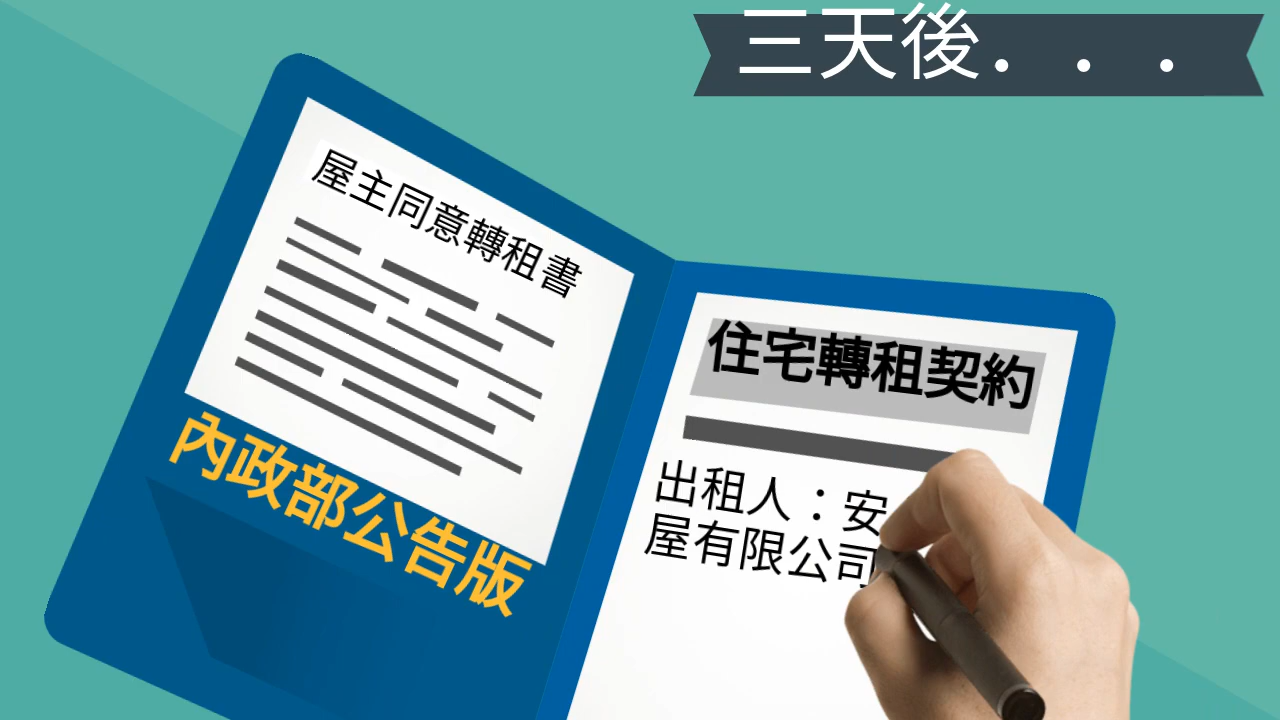 三天後．．．
屋主同意轉租書
內政部公告版
住宅轉租契約
出租人：安
屋有限公司